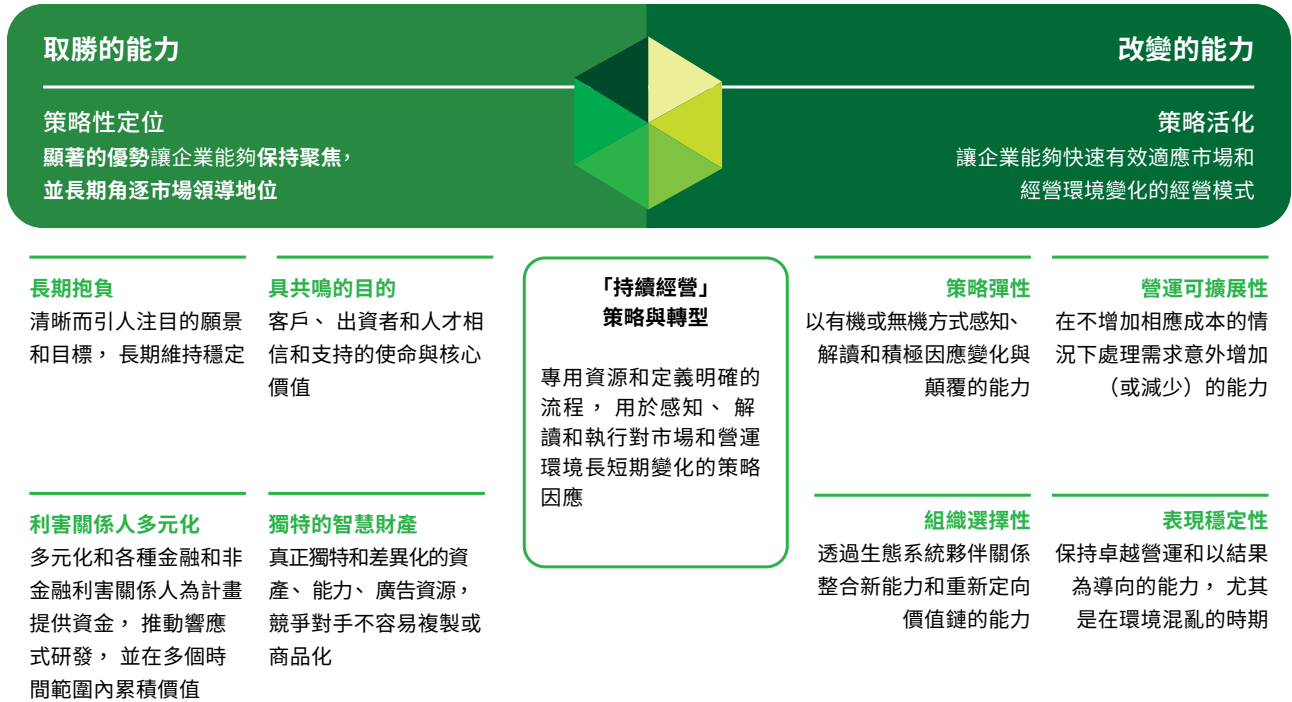 取勝的能力
策略性定位
顯著的優勢讓企業能夠保持聚焦，
並長期角逐市場領導地位
改變的能力
策略活化
讓企業能夠快速有效適應市場和
經營環境變化的經營模式
長期抱負
清晰而引人注目的願景
和目標，長期維持穩定
具共鳴的目的
客戶、出資者和人才相
信和支持的使命與核心
價值
利害關係人多元化
多元化和各種金融和非
金融利害關係人為計畫
提供資金，推動響應
式研發，並在多個時
間範圍內累積價值
獨特的智慧財產
真正獨特和差異化的資
產、能力、廣告資源，
競爭對手不容易複製或
商品化
「持續經營」
策略與轉型
專用資源和定義明確的
流程，用於感知、解
讀和執行對市場和營運
環境長短期變化的策略
因應
策略彈性
以有機或無機方式感知、
解讀和積極因應變化與
顛覆的能力
營運可擴展性
在不增加相應成本的情
況下處理需求意外增加
（或減少）的能力
組織選擇性
透過生態系統夥伴關係
整合新能力和重新定向
價值鏈的能力
表現穩定性
保持卓越營運和以結果
為導向的能力，尤其
是在環境混亂的時期